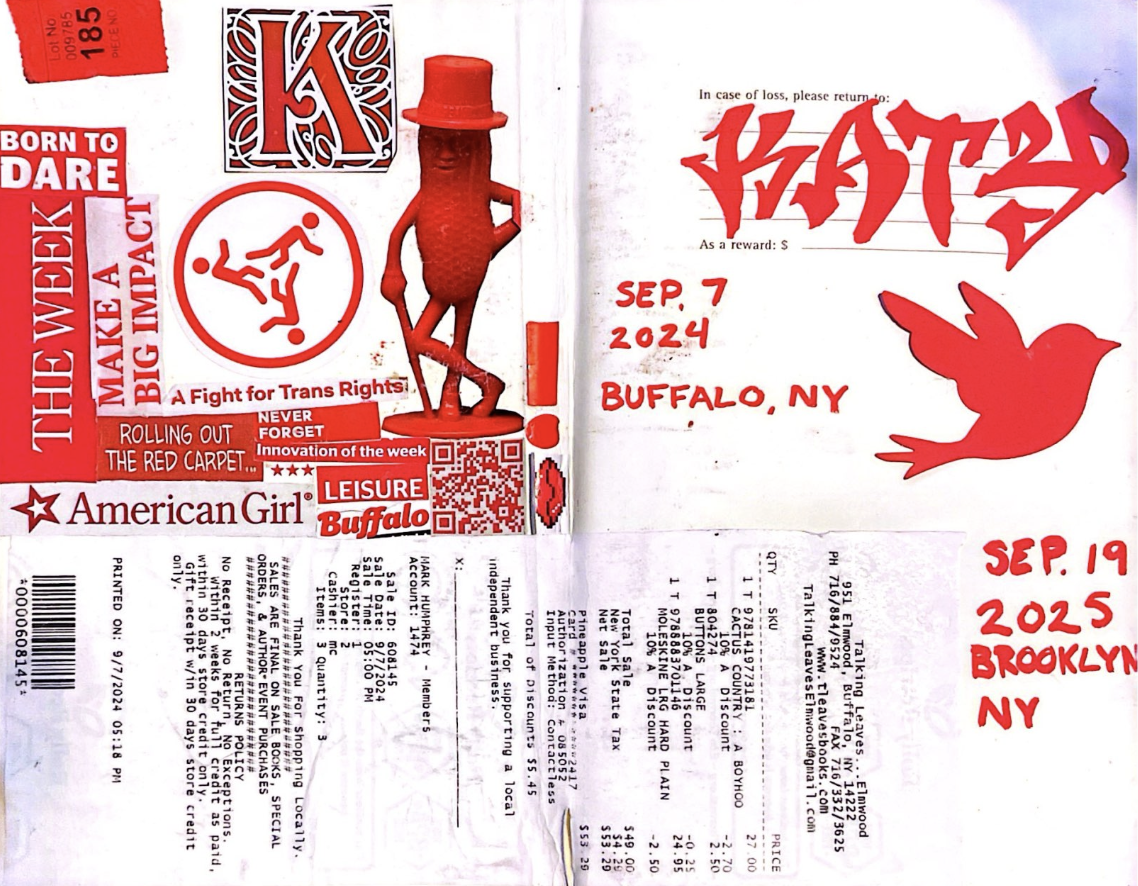 Lot No
009785
185
PIECE NO
K
BORN TO
DARE
THE WEEK
MAKE A
BIG IMPACT
A Fight for Trans Rights
ROLLING OUT
THE RED CARPET...
NEVER
FORGET
Innovation of the week
American Girl®
LEISURE
Buffalo
In case of loss, please return to:
KATY
As a reward: $
SEP. 7
2024
BUFFALO, NY
SEP. 19
2025
BROOKLYN
NY
Talking Leaves...Elmwood
951 Elmwood, Buffalo, NY 14222
PH 716/884/9524 FAX 716/332/3625
www.tleavesbooks.com
TalkingLeavesElmwood@gmail.com
QTY SKU PRICE
1 T 9781419773181 27.00
CACTUS COUNTRY : A BOYHOO
10% A Discount -2.70
1 T 804274 2.50
BUTTONS LARGE
10% A Discount -0.25
1 T 9788883701146 24.95
MOLESKINE LRG HARD PLAIN
10% A Discount -2.50
Total Sale $49.00
New York State Tax $4.29
Net Sale $53.29
Pineapple Visa $53.29
Card # ************2417
Authorization # 085052
Input Method: Contactless
Total of Discounts $5.45
Thank you for supporting a local
independent business.
X:
MARK HUMPHREY - Members
Account: 1474
Sale ID: 608145
Sale Date: 9/7/2024
Sale Time: 05:00 PM
Register: 1
Store: 2
Cashier: mc
Items: 3 Quantity: 3
Thank You For Shopping Locally.
SALES ARE FINAL ON SALE BOOKS, SPECIAL
ORDERS, & AUTHOR-EVENT PURCHASES
RETURNS POLICY
No Receipt, No Return, NO Exceptions.
Within 2 weeks for full credit as paid,
within 30 days store credit only.
Gift receipt w/in 30 days store credit
only.
*0000608145*
PRINTED ON: 9/7/2024 05:18 PM